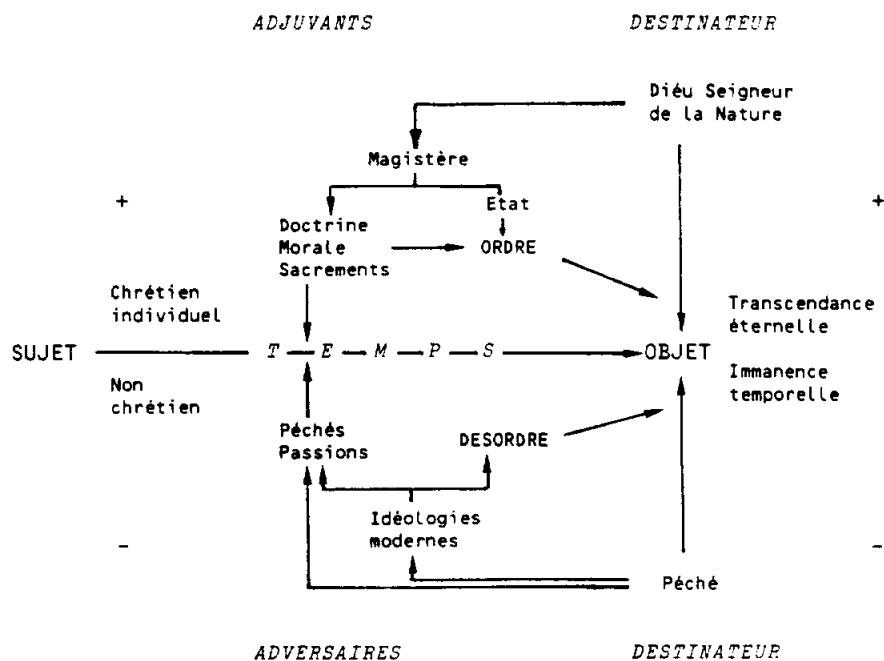 ADJUVANTS DESTINATEUR
Diéu Seigneur
de la Nature
Magistère
+ +
Etat
Doctrine
Morale
Sacrements
ORDRE
Chrétien
individuel
Transcendance
éternelle
SUJET T E M P S OBJET
Non
chrétien
Immanence
temporelle
Péchés
Passions
DESORDRE
Idéologies
modernes
- -
Péché
ADVERSAIRES DESTINATEUR